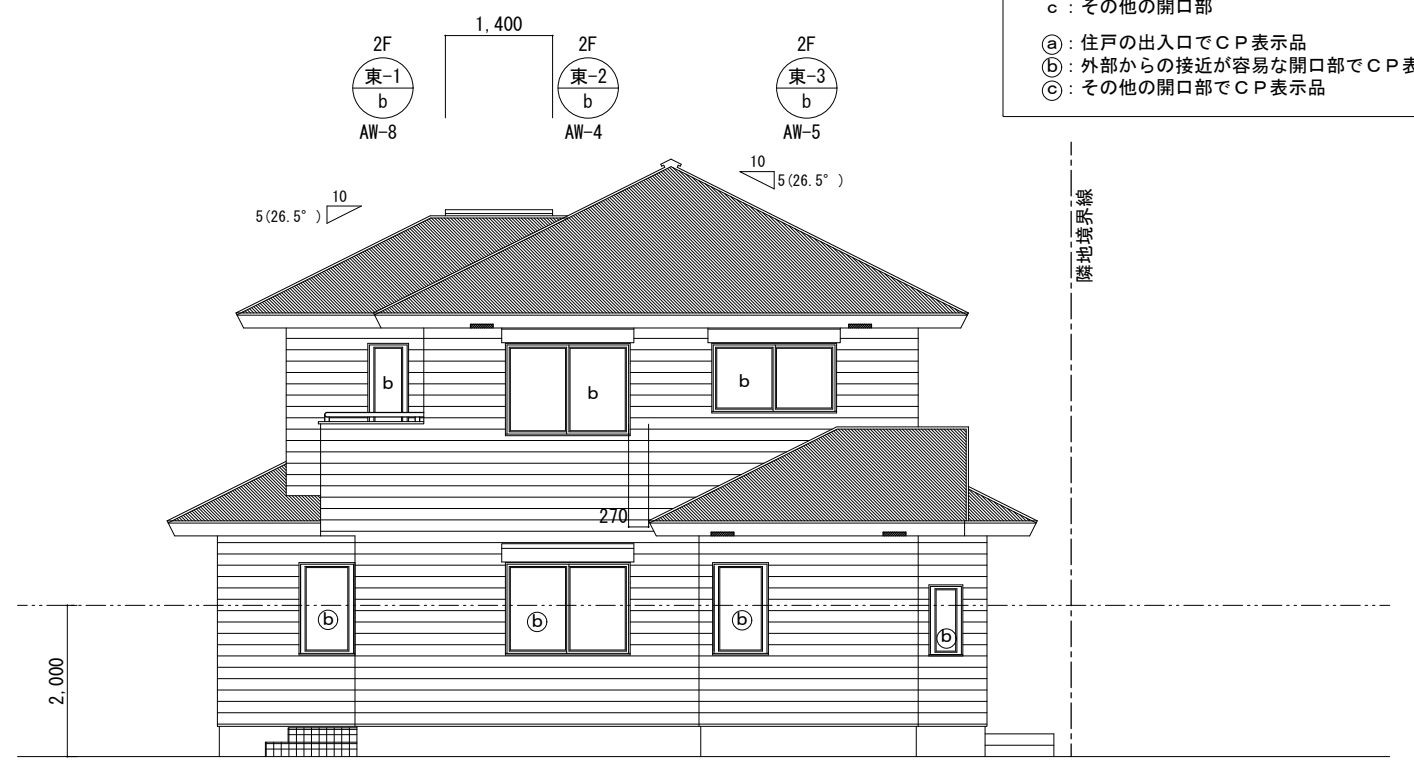 c : その他の開口部
ⓐ : 住戸の出入口でＣＰ表示品
ⓑ : 外部からの接近が容易な開口部でＣＰ表
ⓒ : その他の開口部でＣＰ表示品
1,400
2F
東-1
b
AW-8
2F
東-2
b
AW-4
2F
東-3
b
AW-5
10
5(26.5°)
10
5(26.5°)
隣地境界線
b
b
b
270
ⓑ
ⓑ
ⓑ
ⓑ
2,000